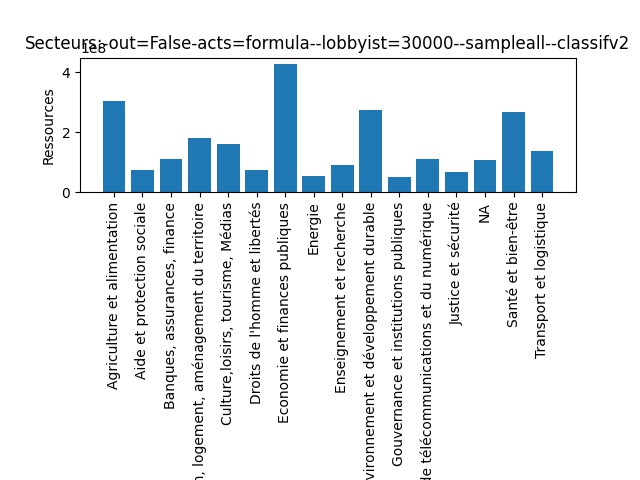 Secteurs:-out=False-acts=formula--lobbyist=30000--sampleall--classifv2
1e8
Ressources
4
2
0
Agriculture et alimentation
Aide et protection sociale
Banques, assurances, finance
logement, aménagement du territoire
Culture,loisirs, tourisme, Médias
Droits de l'homme et libertés
Economie et finances publiques
Energie
Enseignement et recherche
vironnement et développement durable
Gouvernance et institutions publiques
de télécommunications et du numérique
Justice et sécurité
NA
Santé et bien-être
Transport et logistique